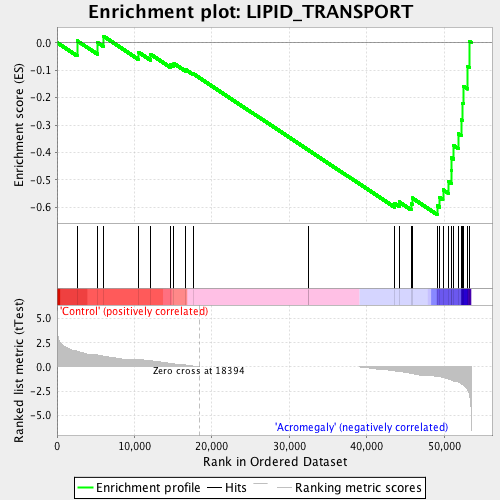 Enrichment plot: LIPID_TRANSPORT
Enrichment score (ES)
0.0
-0.1
-0.2
-0.3
-0.4
-0.5
-0.6
'Control' (positively correlated)
Ranked list metric (tTest)
5.0
2.5
0.0
-2.5
-5.0
Zero cross at 18394
'Acromegaly' (negatively correlated)
0
10,000
20,000
30,000
40,000
50,000
Rank in Ordered Dataset
Enrichment profile
Hits
Ranking metric scores